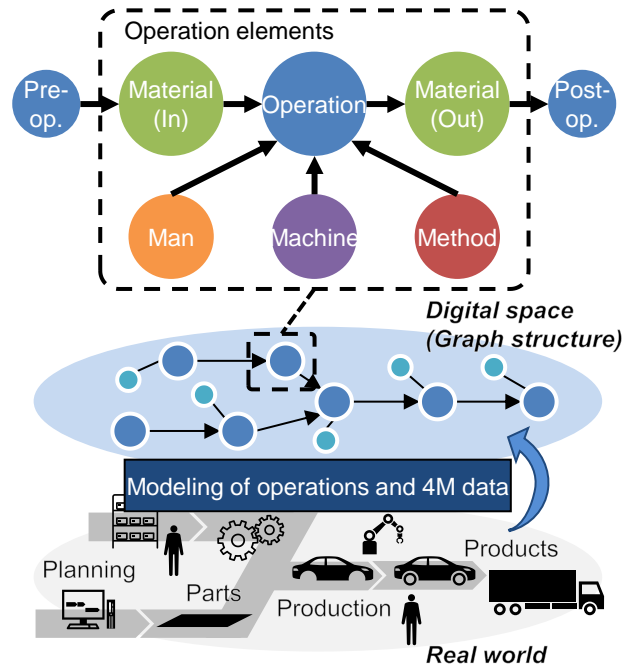 Operation elements
Pre-
op.
Material
(In)
Operation
Material
(Out)
Post-
op.
Man
Machine
Method
Digital space
(Graph structure)
Modeling of operations and 4M data
Planning
Parts
Production
Products
Real world